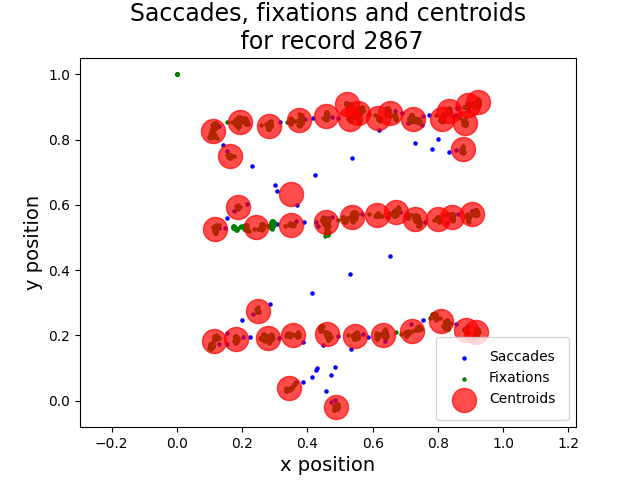 Saccades, fixations and centroids
for record 2867
1.0
0.8
0.6
0.4
0.2
0.0
y position
−0.2
0.0
0.2
0.4
0.6
0.8
1.0
1.2
x position
Saccades
Fixations
Centroids